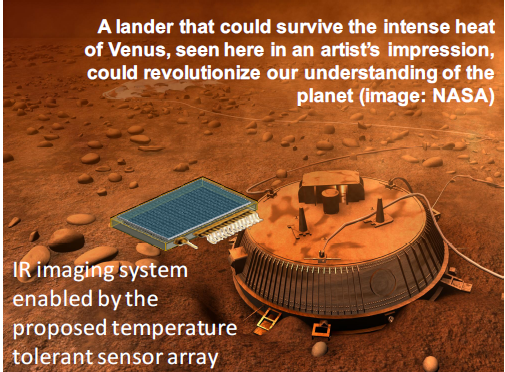 A lander that could survive the intense heat
of Venus, seen here in an artist’s impression,
could revolutionize our understanding of the
planet (image: NASA)
IR imaging system
enabled by the
proposed temperature
tolerant sensor array